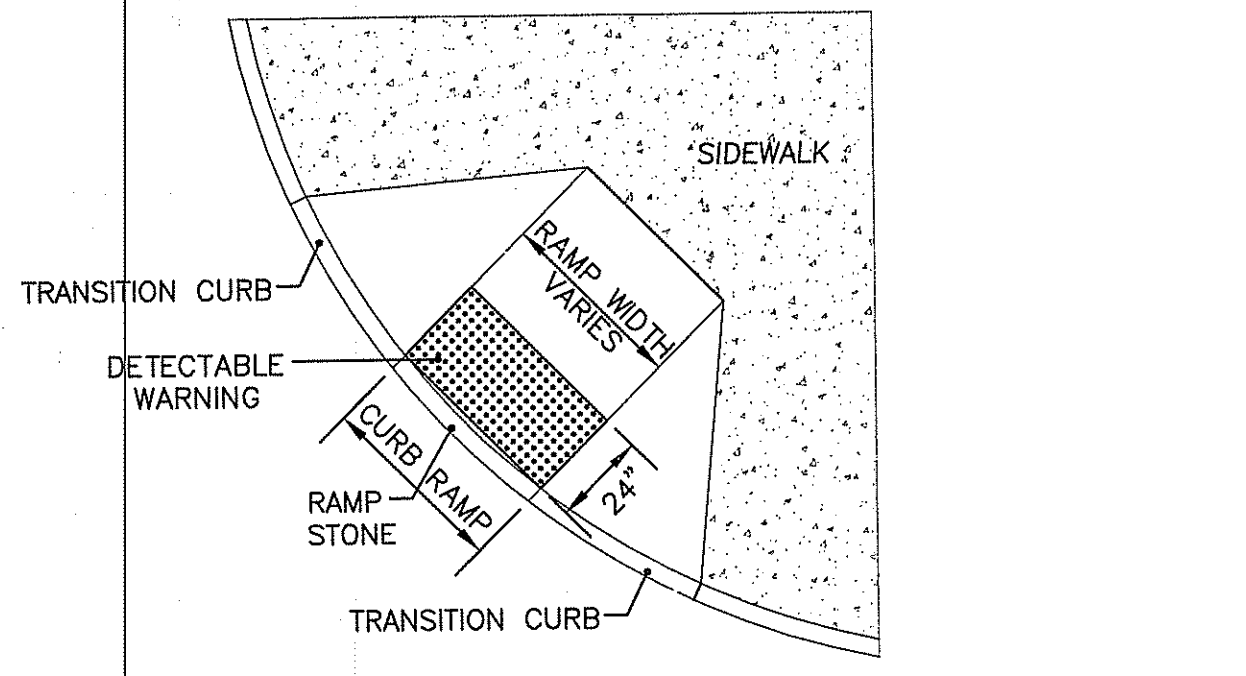 SIDEWALK
RAMP WIDTH
VARIES
TRANSITION CURB
DETECTABLE
WARNING
CURB RAMP
24"
RAMP
STONE
TRANSITION CURB